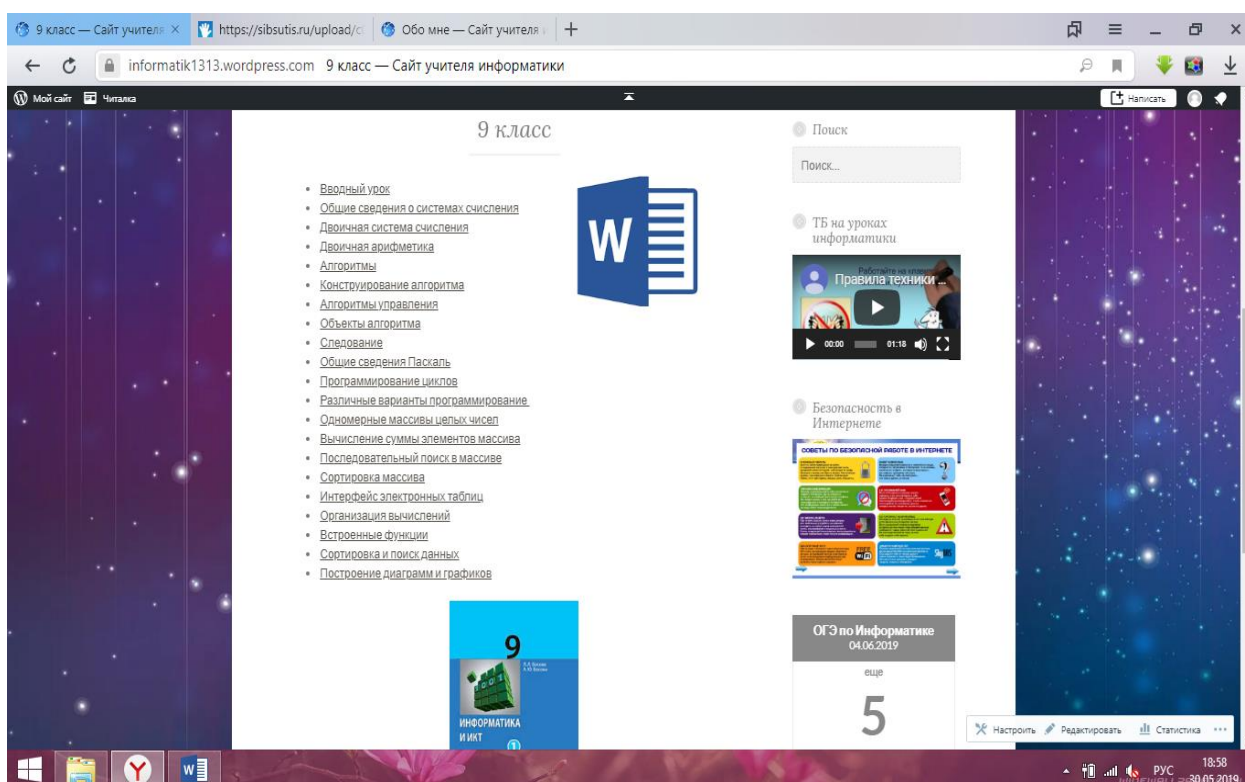 9 класс — Сайт учителя
https://sibsutis.ru/upload/
Обо мне — Сайт учителя
informatik1313.wordpress.com 9 класс — Сайт учителя информатики
Мой сайт Читалка Написать
9 класс
Вводный урок
Общие сведения о системах счисления
Двоичная система счисления
Двоичная арифметика
Алгоритмы
Конструирование алгоритма
Алгоритмы управления
Объекты алгоритма
Следование
Общие сведения Паскаль
Программирование циклов
Различные варианты программирование
Одномерные массивы целых чисел
Вычисление суммы элементов массива
Последовательный поиск в массиве
Сортировка массива
Интерфейс электронных таблиц
Организация вычислений
Встроенные функции
Сортировка и поиск данных
Построение диаграмм и графиков
W
9
ИНФОРМАТИКА
И ИКТ
1
Поиск
Поиск...
ТБ на уроках
информатики
Работайте на
Правила техники ...
00:00 01:18
Безопасность в
Интернете
СОВЕТЫ ПО БЕЗОПАСНОЙ РАБОТЕ В ИНТЕРНЕТЕ
ОГЭ по Информатике
04.06.2019
еще
5
Настроить Редактировать Статистика
W
РУС
18:58
30.05.2019